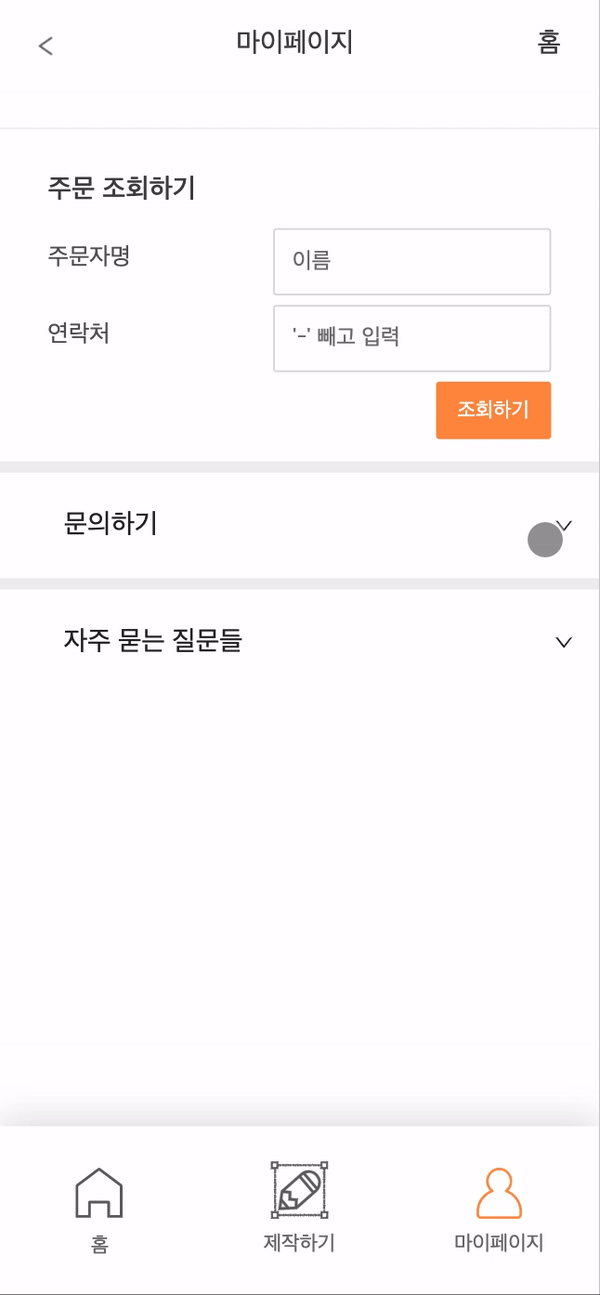 마이페이지 홈
주문 조회하기
주문자명 이름
연락처 '-' 빼고 입력
조회하기
문의하기
자주 묻는 질문들
홈 제작하기 마이페이지